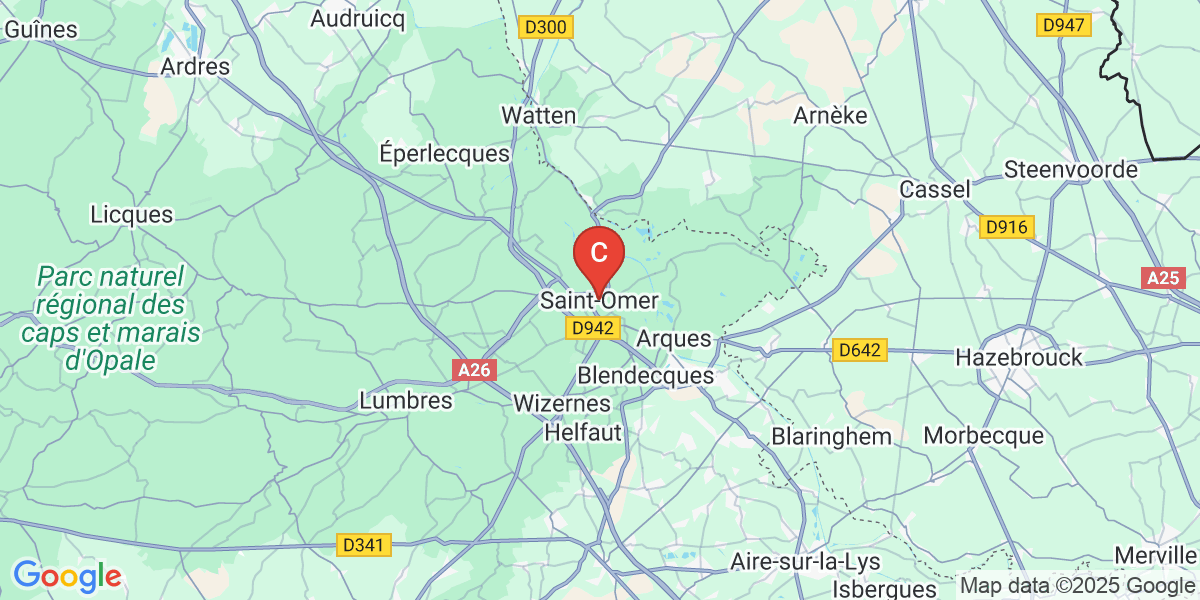 Guînes
Audruicq
D300
D947
Ardres
Watten
Arnêke
Éperlecques
Steenvoorde
Cassel
Licques
D916
C
Parc naturel
régional des
caps et marais
d'Opale
A25
Saint-Omer
D942
Arques
D642
Hazebrouck
A26
Blendecques
Lumbres
Wizernes
Helfaut
Blaringhem
Morbecque
D341
Aire-sur-la-Lys
Merville
Google
Isbergues
Map data ©2025 Google